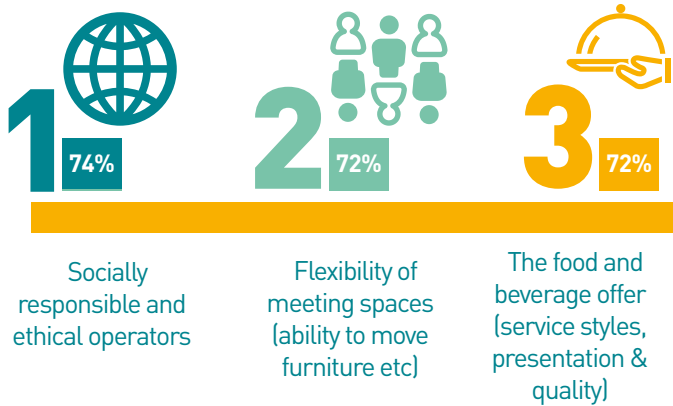 1
74%
Socially
responsible and
ethical operators
2
72%
Flexibility of
meeting spaces
(ability to move
furniture etc)
3
72%
The food and
beverage offer
(service styles,
presentation &
quality)